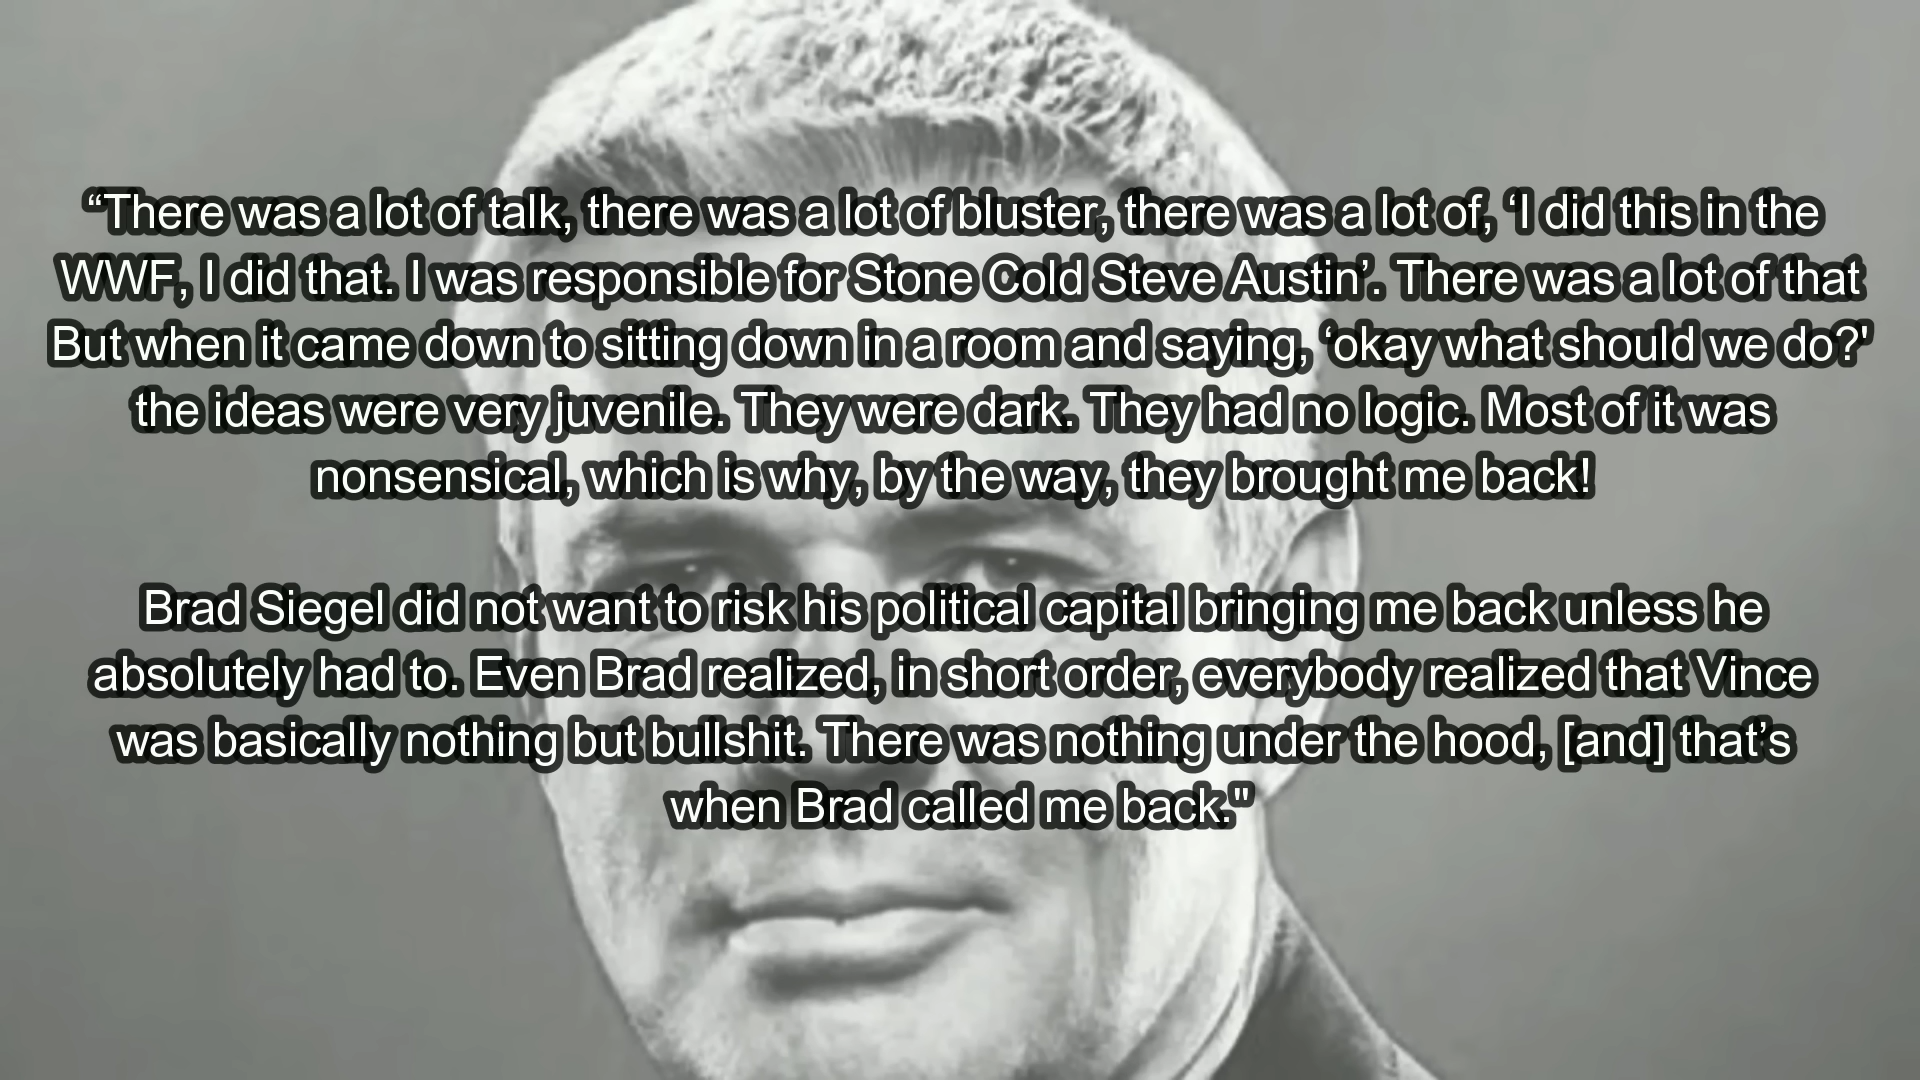 “There was a lot of talk, there was a lot of bluster, there was a lot of, ‘I did this in the
WWF, I did that. I was responsible for Stone Cold Steve Austin’. There was a lot of that
But when it came down to sitting down in a room and saying, ‘okay what should we do?'
the ideas were very juvenile. They were dark. They had no logic. Most of it was
nonsensical, which is why, by the way, they brought me back!
Brad Siegel did not want to risk his political capital bringing me back unless he
absolutely had to. Even Brad realized, in short order, everybody realized that Vince
was basically nothing but bullshit. There was nothing under the hood, [and] that’s
when Brad called me back."